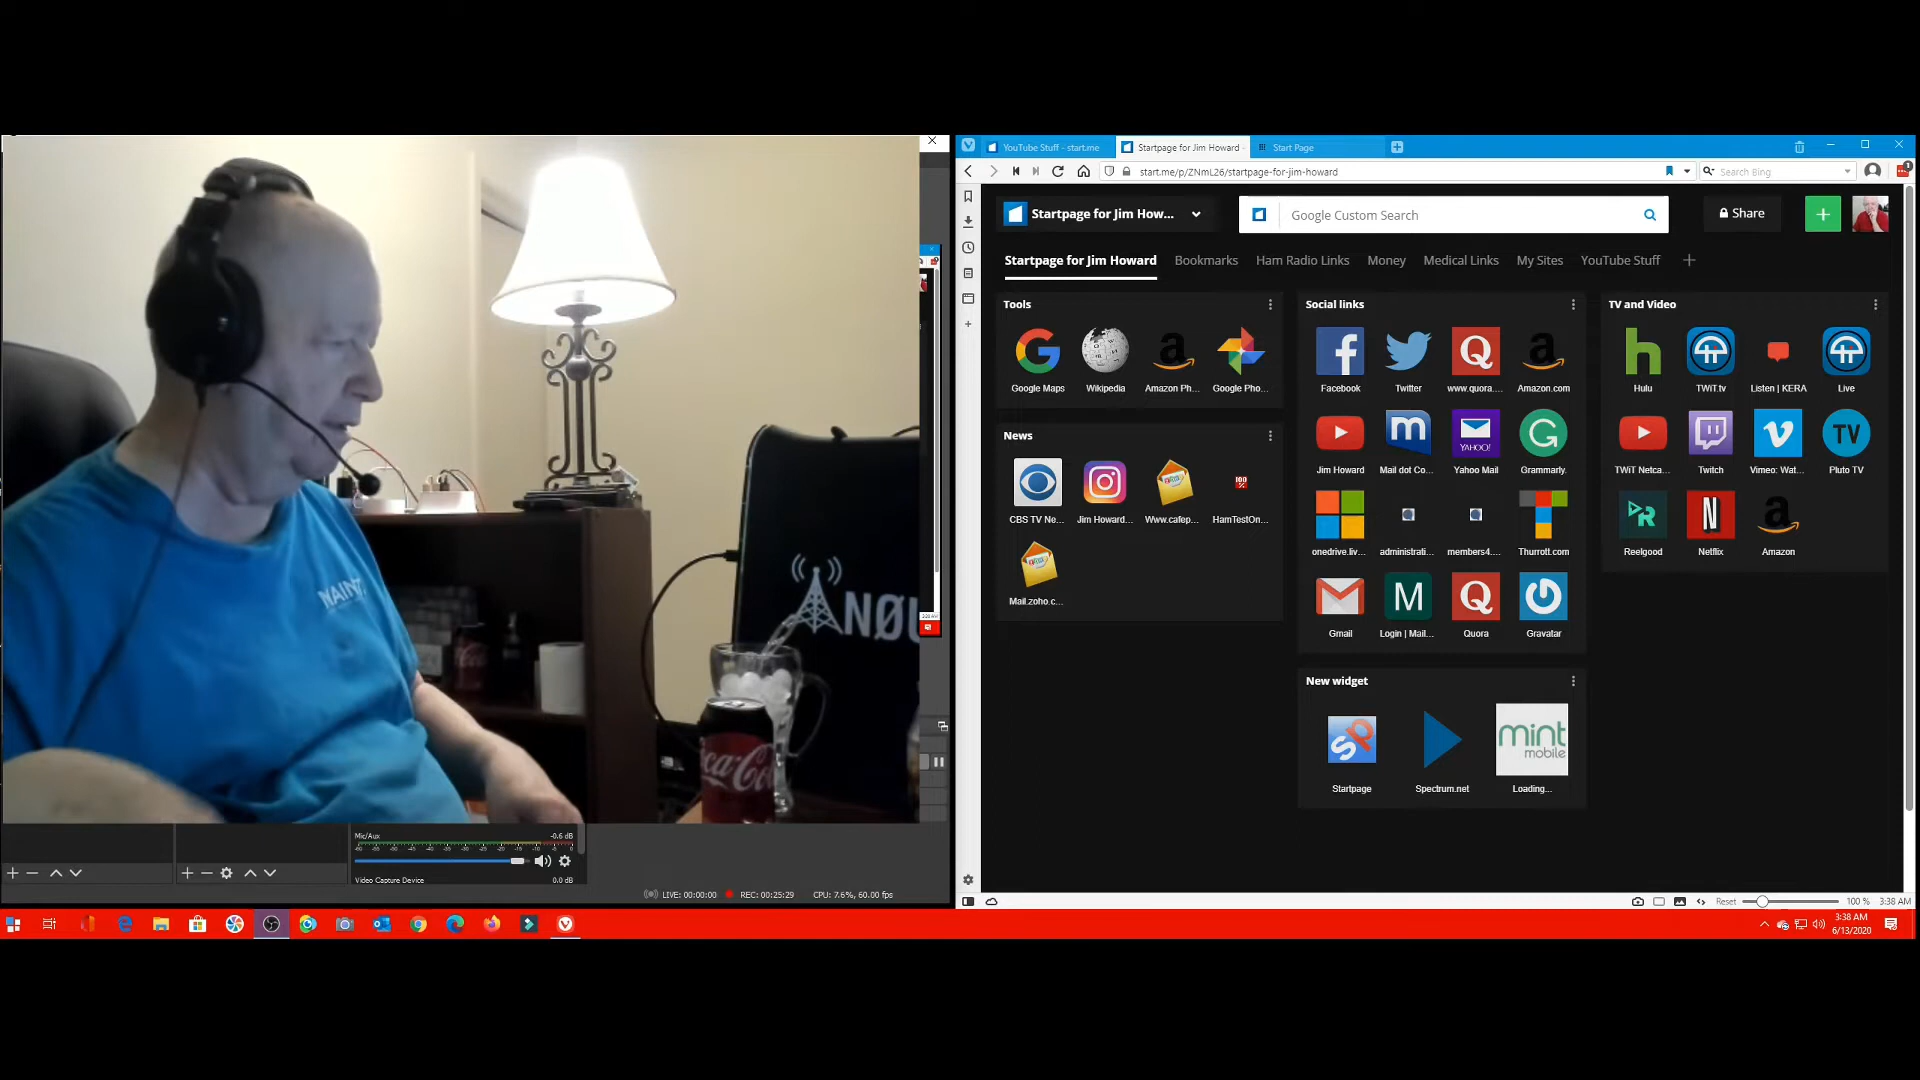 YouTube Stuff - start.me
Startpage for Jim Howard
Start Page
start.me/p/ZNmL26/startpage-for-jim-howard
Search Bing
Startpage for Jim How...
Google Custom Search
Share
Startpage for Jim Howard
Bookmarks
Ham Radio Links
Money
Medical Links
My Sites
YouTube Stuff
Tools
Google Maps
Wikipedia
Amazon Ph...
Google Pho...
News
CBS TV Ne...
Jim Howard...
Www.cafep...
HamTestOn...
Mail.zoho.c...
Social links
Facebook
Twitter
www.quora....
Amazon.com
Jim Howard
Mail dot Co...
YAHOO!
Yahoo Mail
Grammarly.
onedrive.liv...
administrati...
members4....
Thurrott.com
Gmail
Login | Mail...
Quora
Gravatar
New widget
Startpage
Spectrum.net
mint
mobile
Loading...
TV and Video
Hulu
TWiT.tv
Listen | KERA
Live
TWiT Netca...
Twitch
Vimeo: Wat...
TV
Pluto TV
Reelgood
Netflix
Amazon
NØU
Coca-Cola
Mic/Aux
-0.6 dB
Video Capture Device
0.0 dB
LIVE: 00:00:00
REC: 00:25:29
CPU: 7.6%, 60.00 fps
Reset
100 %
3:38 AM
3:38 AM
6/13/2020